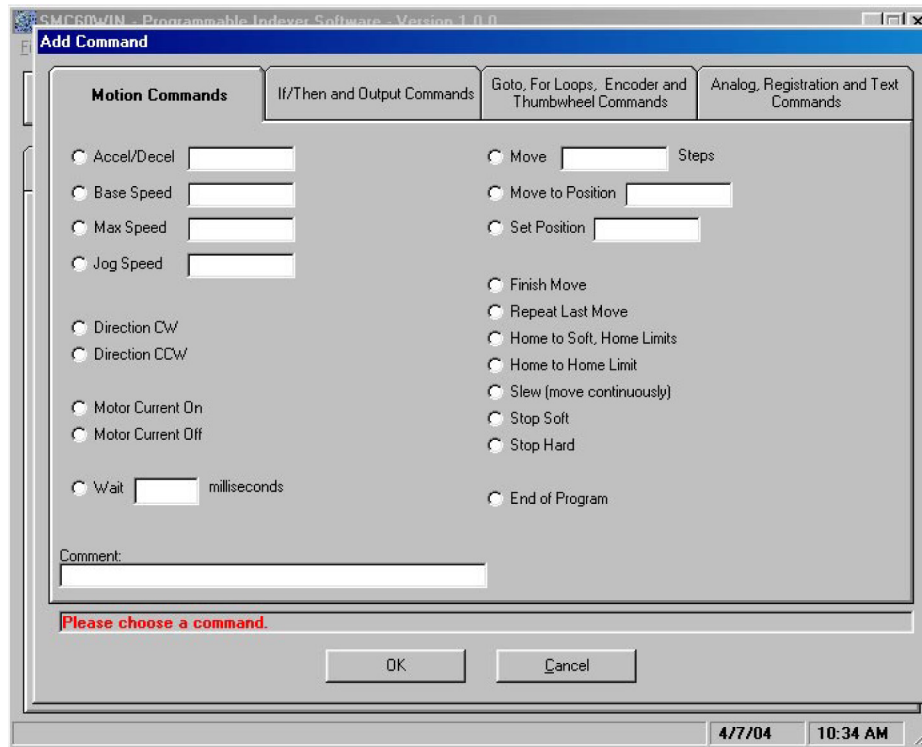 SMC60WIN - Programmable Indexer Software - Version 1.0.0
Add Command
Motion Commands
If/Then and Output Commands
Goto, For Loops, Encoder and
Thumbwheel Commands
Analog, Registration and Text
Commands
Accel/Decel
Base Speed
Max Speed
Jog Speed
Direction CW
Direction CCW
Motor Current On
Motor Current Off
Wait milliseconds
Move Steps
Move to Position
Set Position
Finish Move
Repeat Last Move
Home to Soft, Home Limits
Home to Home Limit
Slew (move continuously)
Stop Soft
Stop Hard
End of Program
Comment:
Please choose a command.
OK
Cancel
4/7/04
10:34 AM